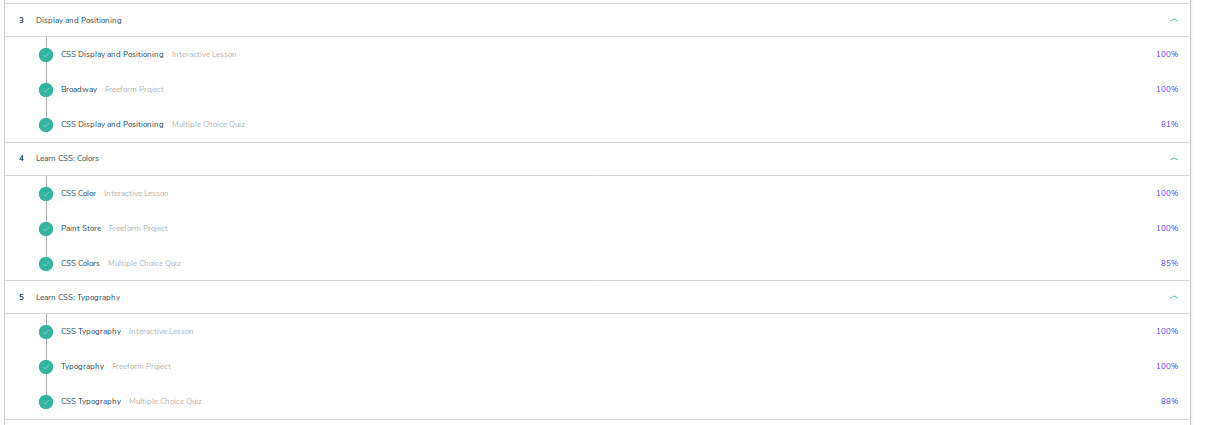 3 Display and Positioning
CSS Display and Positioning Interactive Lesson 100%
Broadway Freeform Project 100%
CSS Display and Positioning Multiple Choice Quiz 81%
4 Learn CSS: Colors
CSS Color Interactive Lesson 100%
Paint Store Freeform Project 100%
CSS Colors Multiple Choice Quiz 85%
5 Learn CSS: Typography
CSS Typography Interactive Lesson 100%
Typography Freeform Project 100%
CSS Typography Multiple Choice Quiz 88%